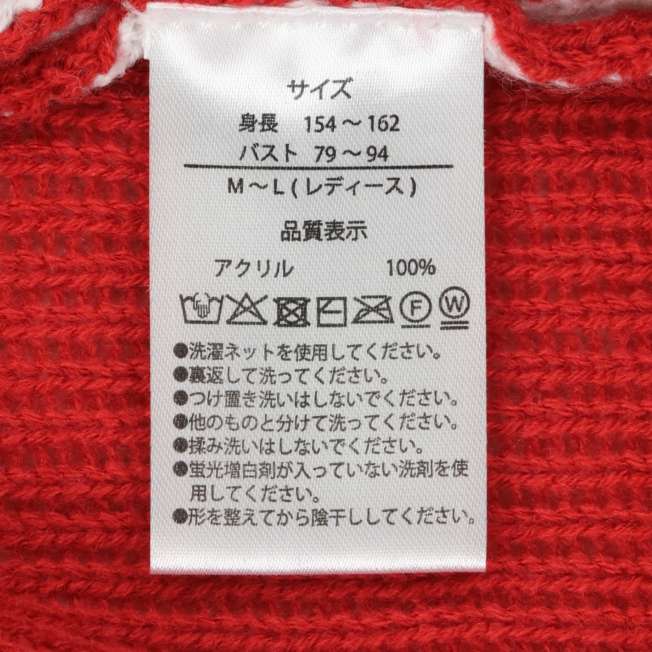 サイズ
身長 154～162
バスト 79～94
M～L(レディース)
品質表示
アクリル 100%
F W
●洗濯ネットを使用してください。
●裏返して洗ってください。
●つけ置き洗いはしないでください。
●他のものと分けて洗ってください。
●揉み洗いはしないでください。
●蛍光増白剤が入っていない洗剤を使
用してください。
●形を整えてから陰干ししてください。